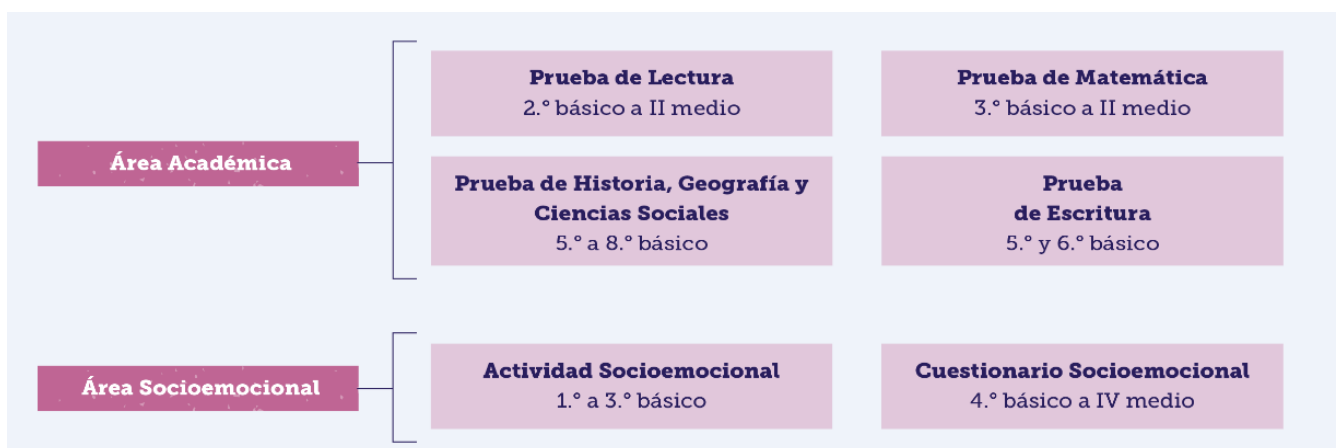 Área Académica
Prueba de Lectura
2.º básico a II medio
Prueba de Matemática
3.º básico a II medio
Prueba de Historia, Geografía y
Ciencias Sociales
5.º a 8.º básico
Prueba
de Escritura
5.º y 6.º básico
Área Socioemocional
Actividad Socioemocional
1.º a 3.º básico
Cuestionario Socioemocional
4.º básico a IV medio